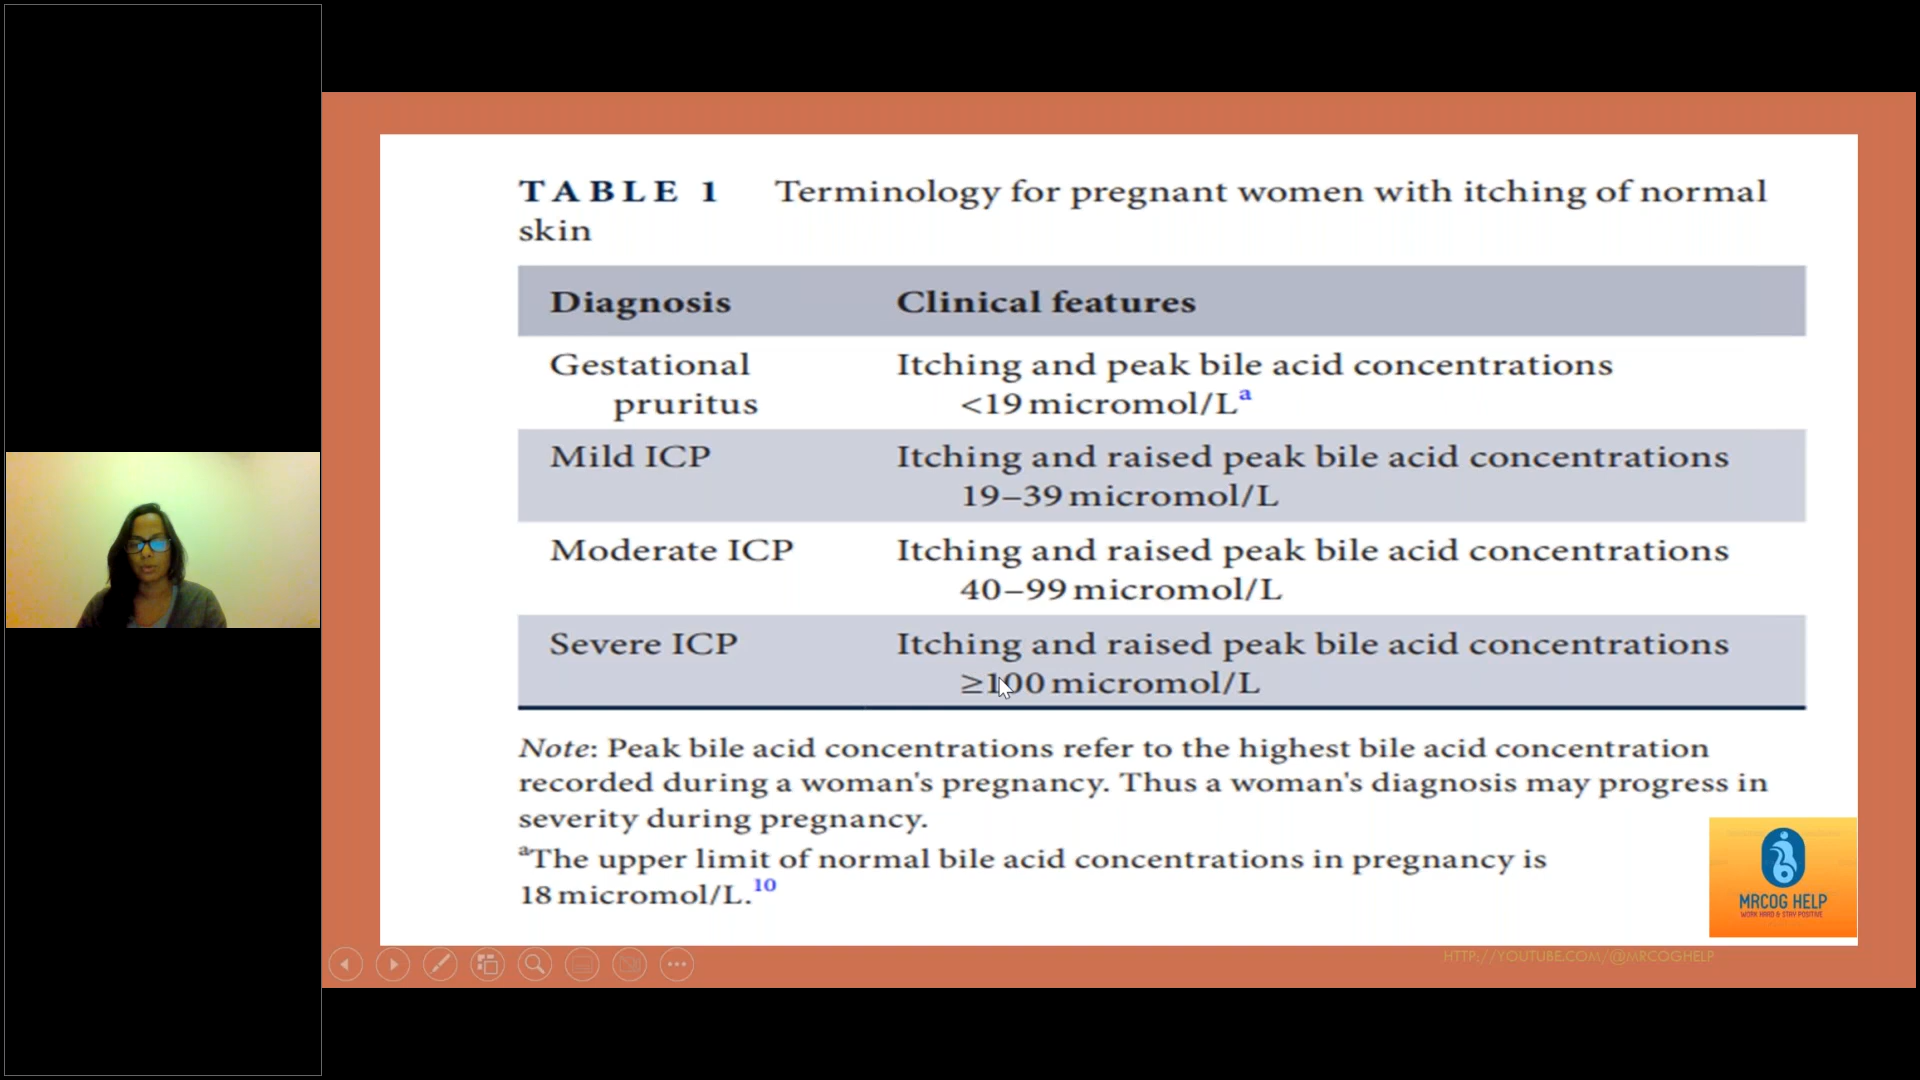 TABLE 1 Terminology for pregnant women with itching of normal
skin
Diagnosis Clinical features
Gestational Itching and peak bile acid concentrations
pruritus <19 micromol/Lᵃ
Mild ICP Itching and raised peak bile acid concentrations
19–39 micromol/L
Moderate ICP Itching and raised peak bile acid concentrations
40–99 micromol/L
Severe ICP Itching and raised peak bile acid concentrations
≥100 micromol/L
Note: Peak bile acid concentrations refer to the highest bile acid concentration
recorded during a woman's pregnancy. Thus a woman's diagnosis may progress in
severity during pregnancy.
ᵃThe upper limit of normal bile acid concentrations in pregnancy is
18 micromol/L.¹⁰
MRCOG HELP
WORK HARD & STAY POSITIVE
HTTP://YOUTUBE.COM/@MRCOGHELP